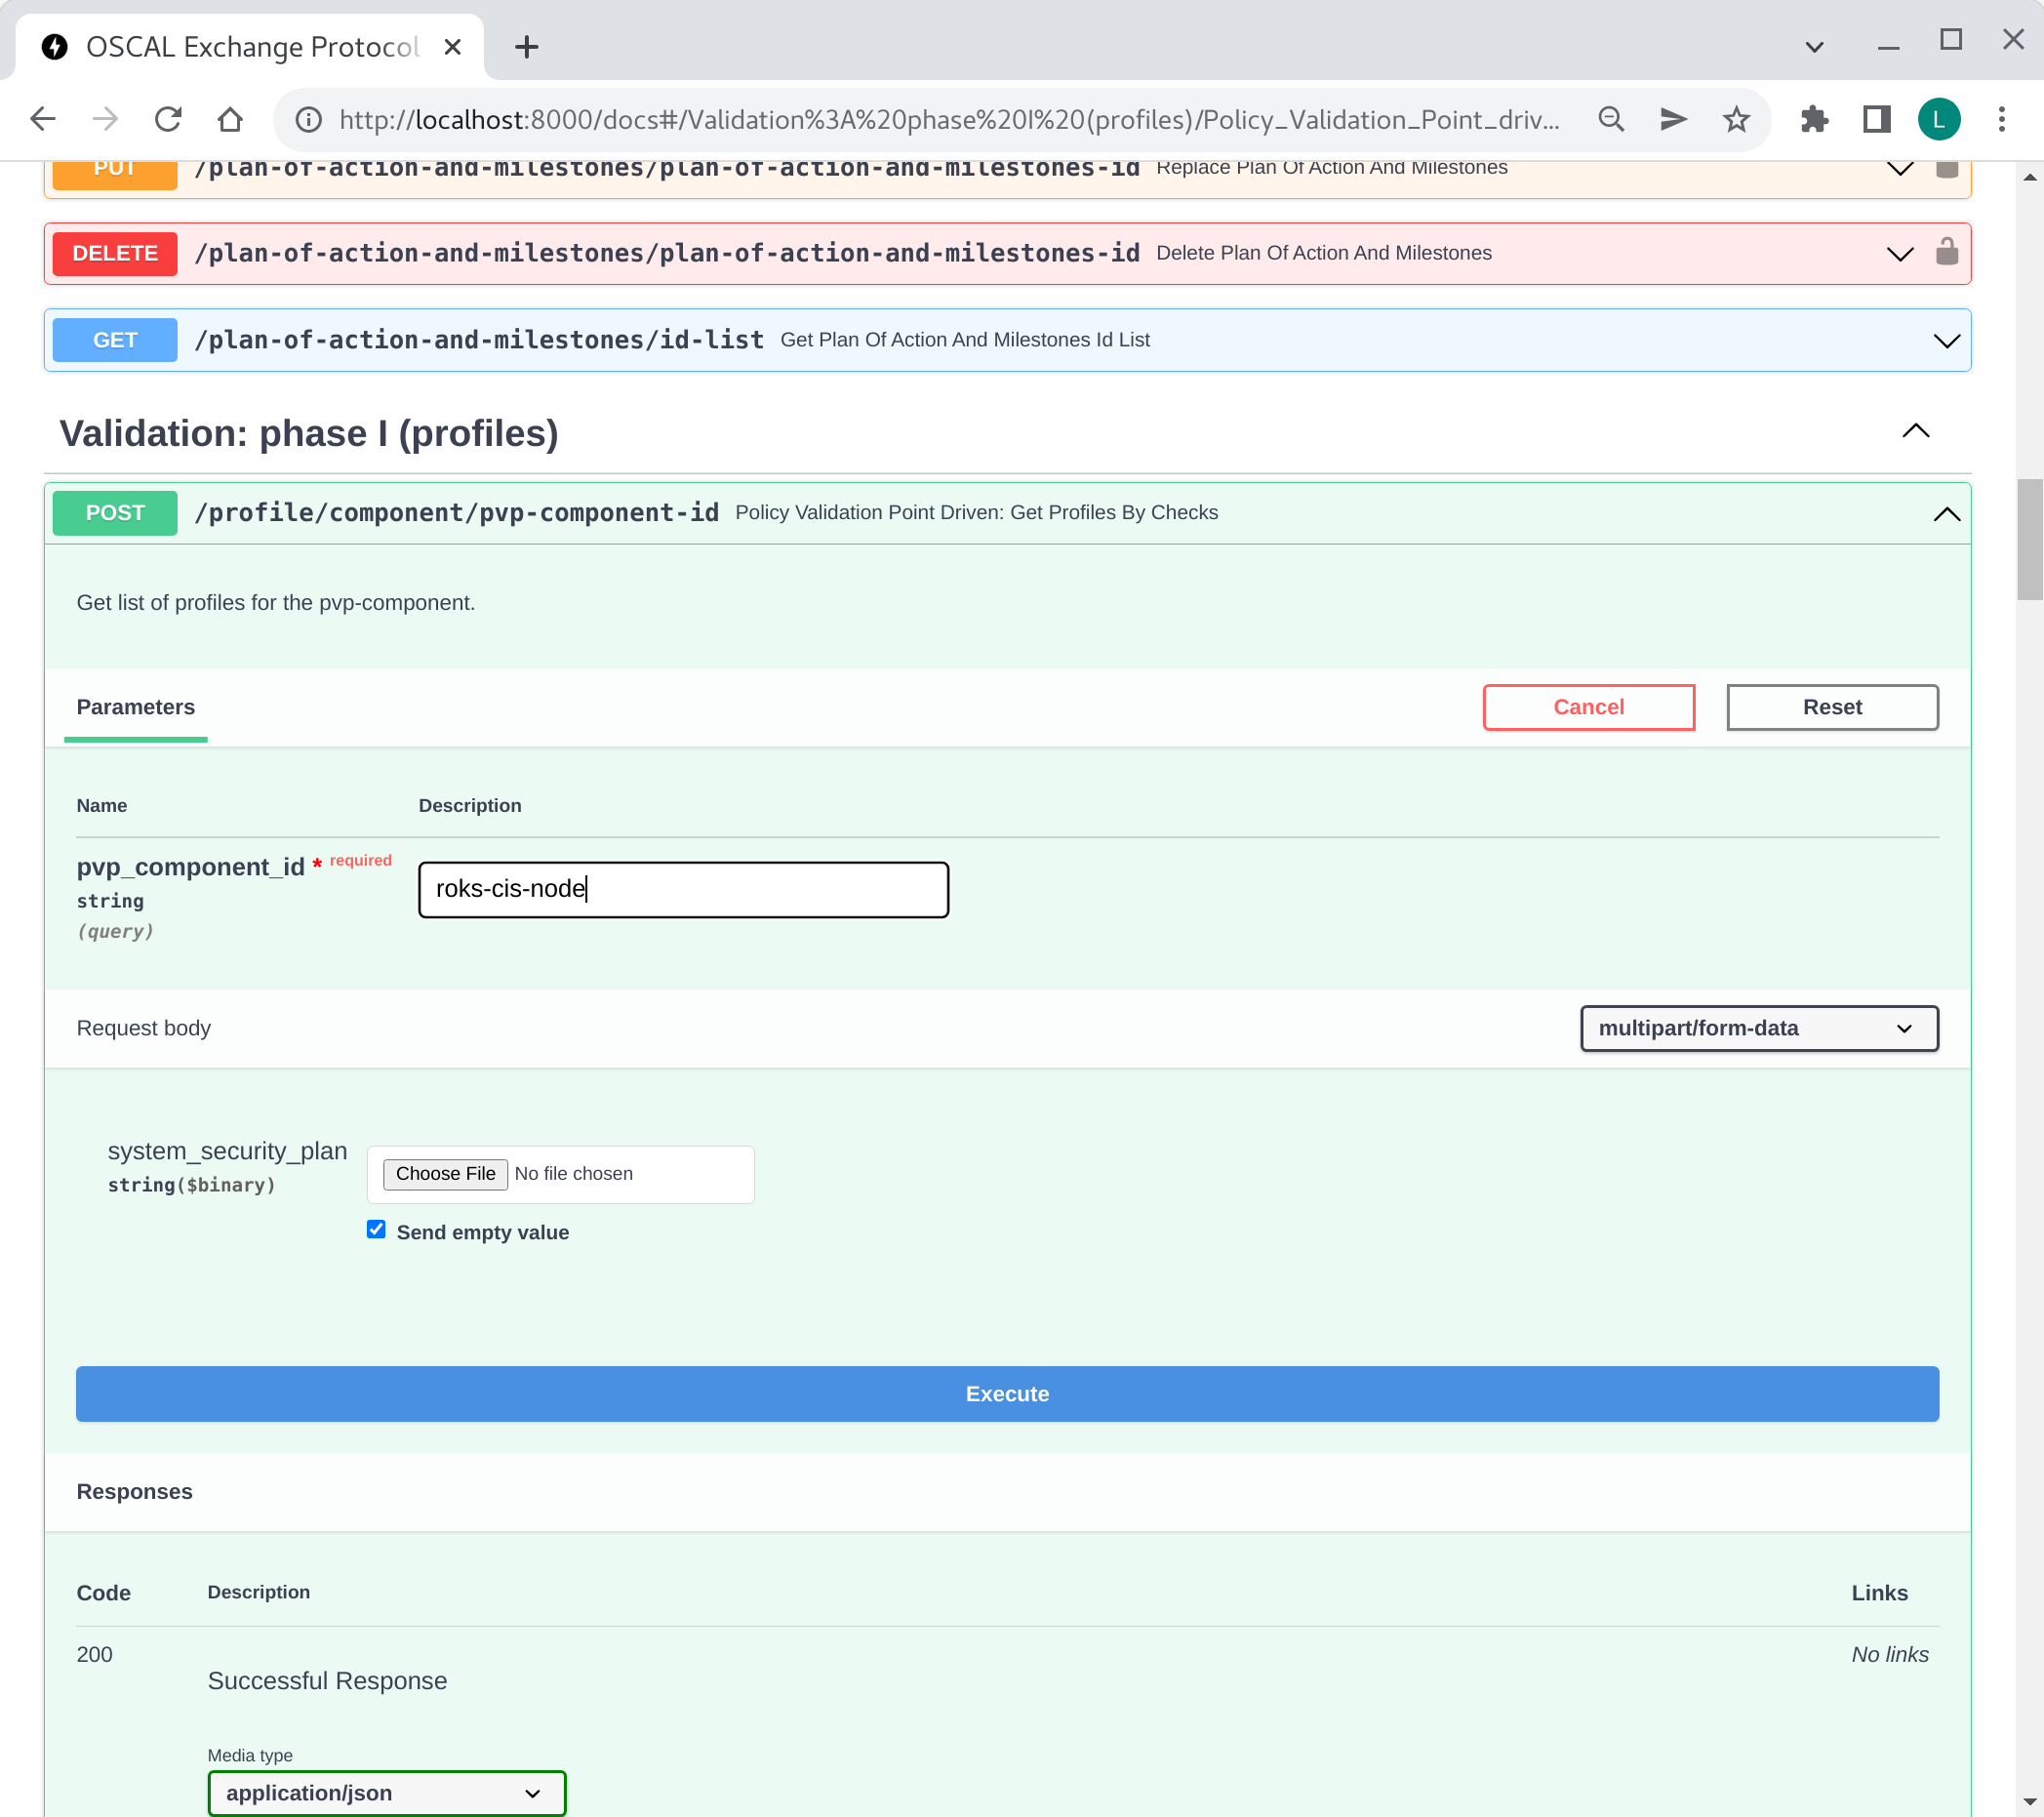 OSCAL Exchange Protocol
http://localhost:8000/docs#/Validation%3A%20phase%20I%20(profiles)/Policy_Validation_Point_driv...
L
PUT /plan-of-action-and-milestones/plan-of-action-and-milestones-id Replace Plan Of Action And Milestones
DELETE /plan-of-action-and-milestones/plan-of-action-and-milestones-id Delete Plan Of Action And Milestones
GET /plan-of-action-and-milestones/id-list Get Plan Of Action And Milestones Id List
Validation: phase I (profiles)
POST /profile/component/pvp-component-id Policy Validation Point Driven: Get Profiles By Checks
Get list of profiles for the pvp-component.
Parameters Cancel Reset
Name Description
pvp_component_id * required
string
(query)
roks-cis-node
Request body multipart/form-data
system_security_plan
string($binary)
Choose File No file chosen
Send empty value
Execute
Responses
Code Description Links
200 No links
Successful Response
Media type
application/json